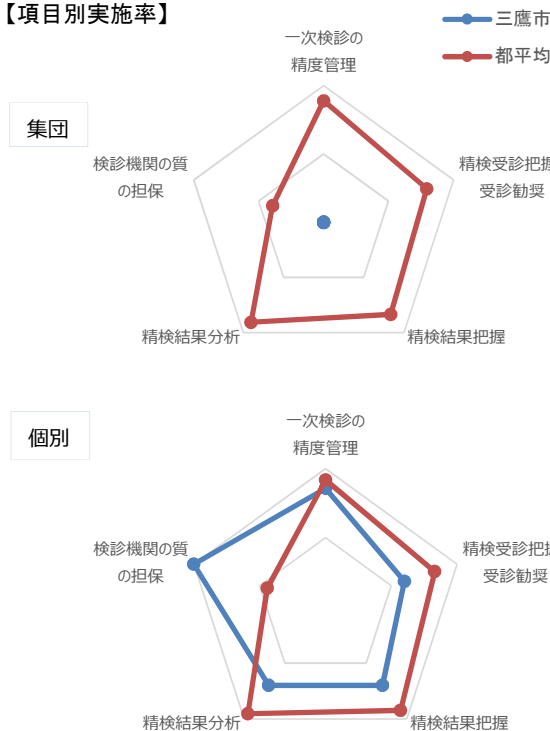 【項目別実施率】
三鷹市
都平均
集団
一次検診の
精度管理
精検受診把握
受診勧奨
精検結果把握
精検結果分析
検診機関の質
の担保
個別
一次検診の
精度管理
精検受診把握
受診勧奨
精検結果把握
精検結果分析
検診機関の質
の担保